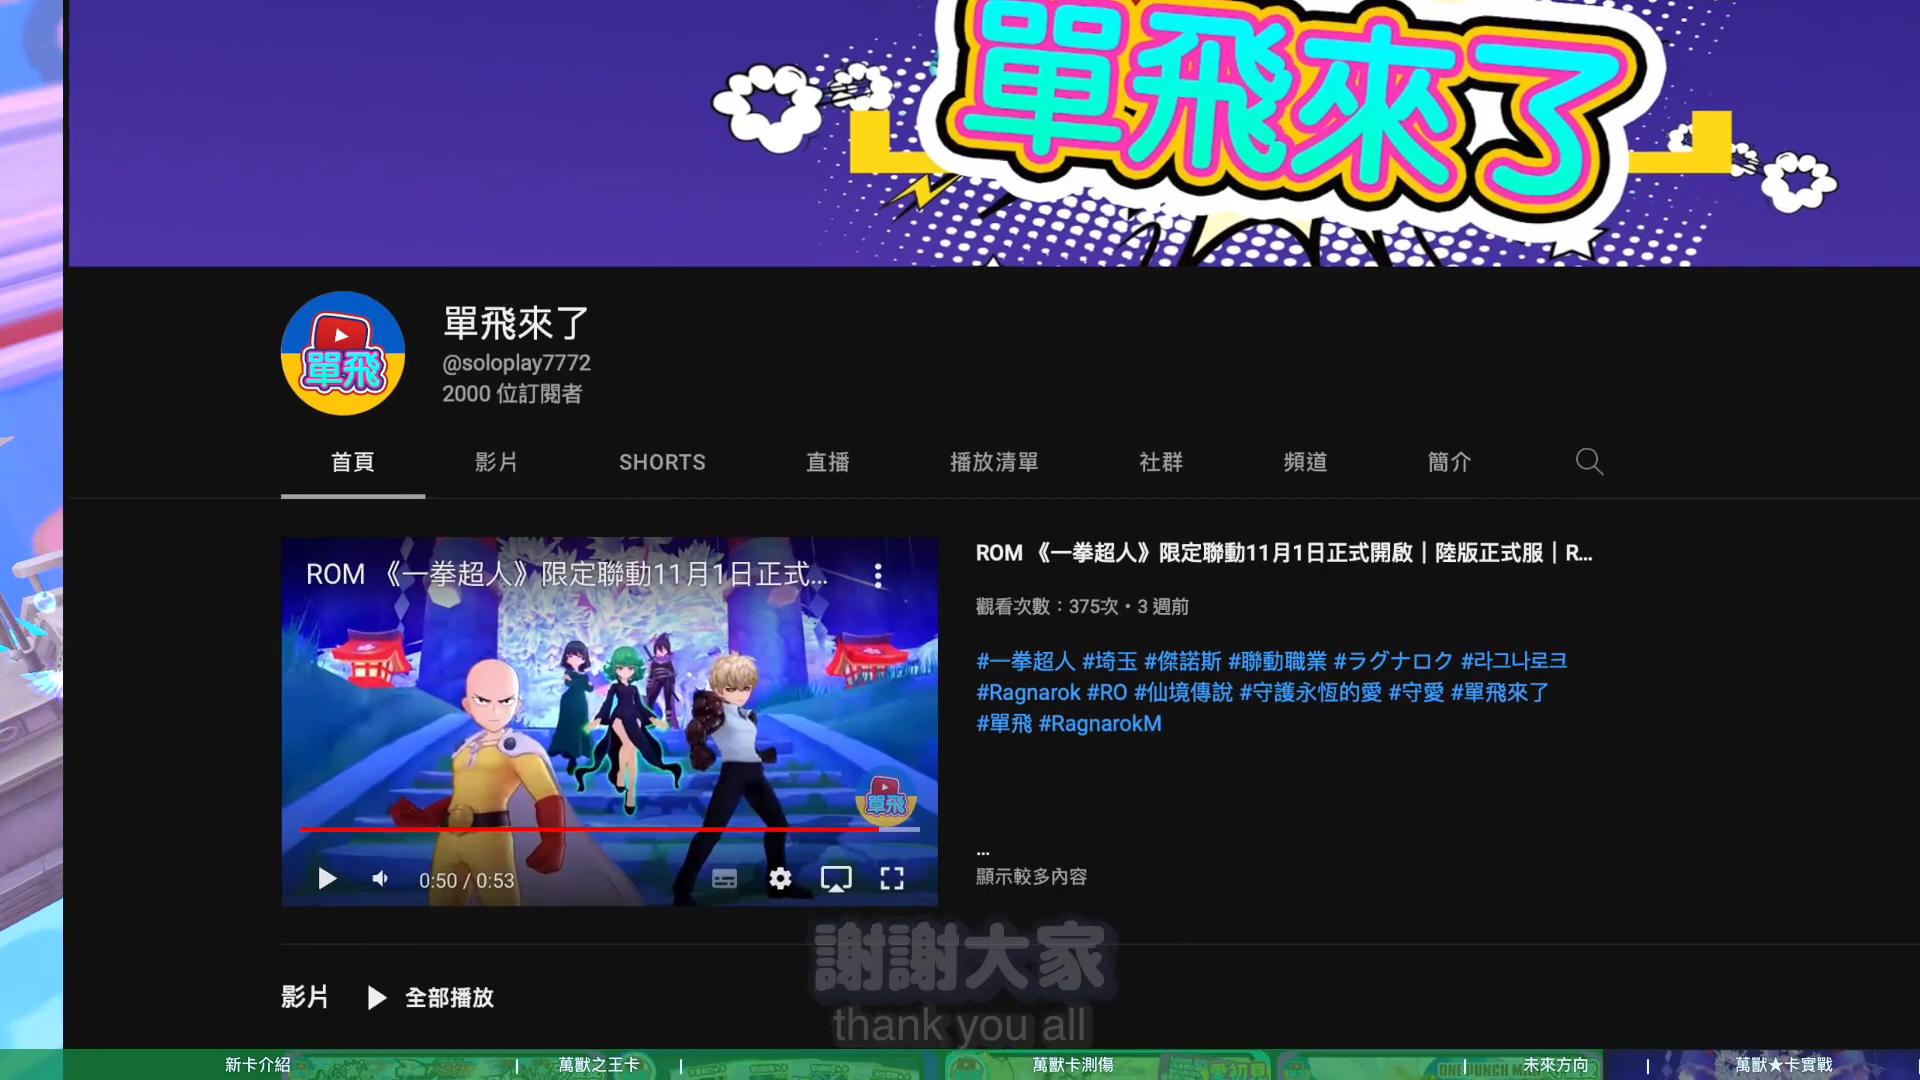 單飛來了
單飛
單飛來了
@soloplay7772
2000 位訂閱者
首頁
影片
SHORTS
直播
播放清單
社群
頻道
簡介
ROM 《一拳超人》限定聯動11月1日正式...
單飛
0:50 / 0:53
ROM 《一拳超人》限定聯動11月1日正式開啟｜陸版正式服｜R...
觀看次數：375次・3 週前
#一拳超人 #埼玉 #傑諾斯 #聯動職業 #ラグナロク #라그나로크
#Ragnarok #RO #仙境傳說 #守護永恆的愛 #守愛 #單飛來了
#單飛 #RagnarokM
...
顯示較多內容
謝謝大家
thank you all
影片
全部播放
新卡介紹 | 萬獸之王卡 | 萬獸卡測傷 | 未來方向 | 萬獸★卡實戰